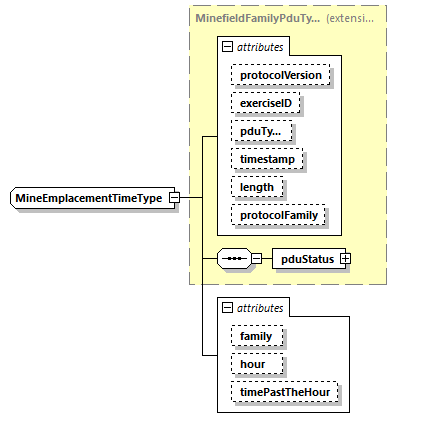 MinefieldFamilyPduTy... (extensi...
attributes
protocolVersion
exerciseID
pduTy...
timestamp
length
protocolFamily
MineEmplacementTimeType
pduStatus
attributes
family
hour
timePastTheHour